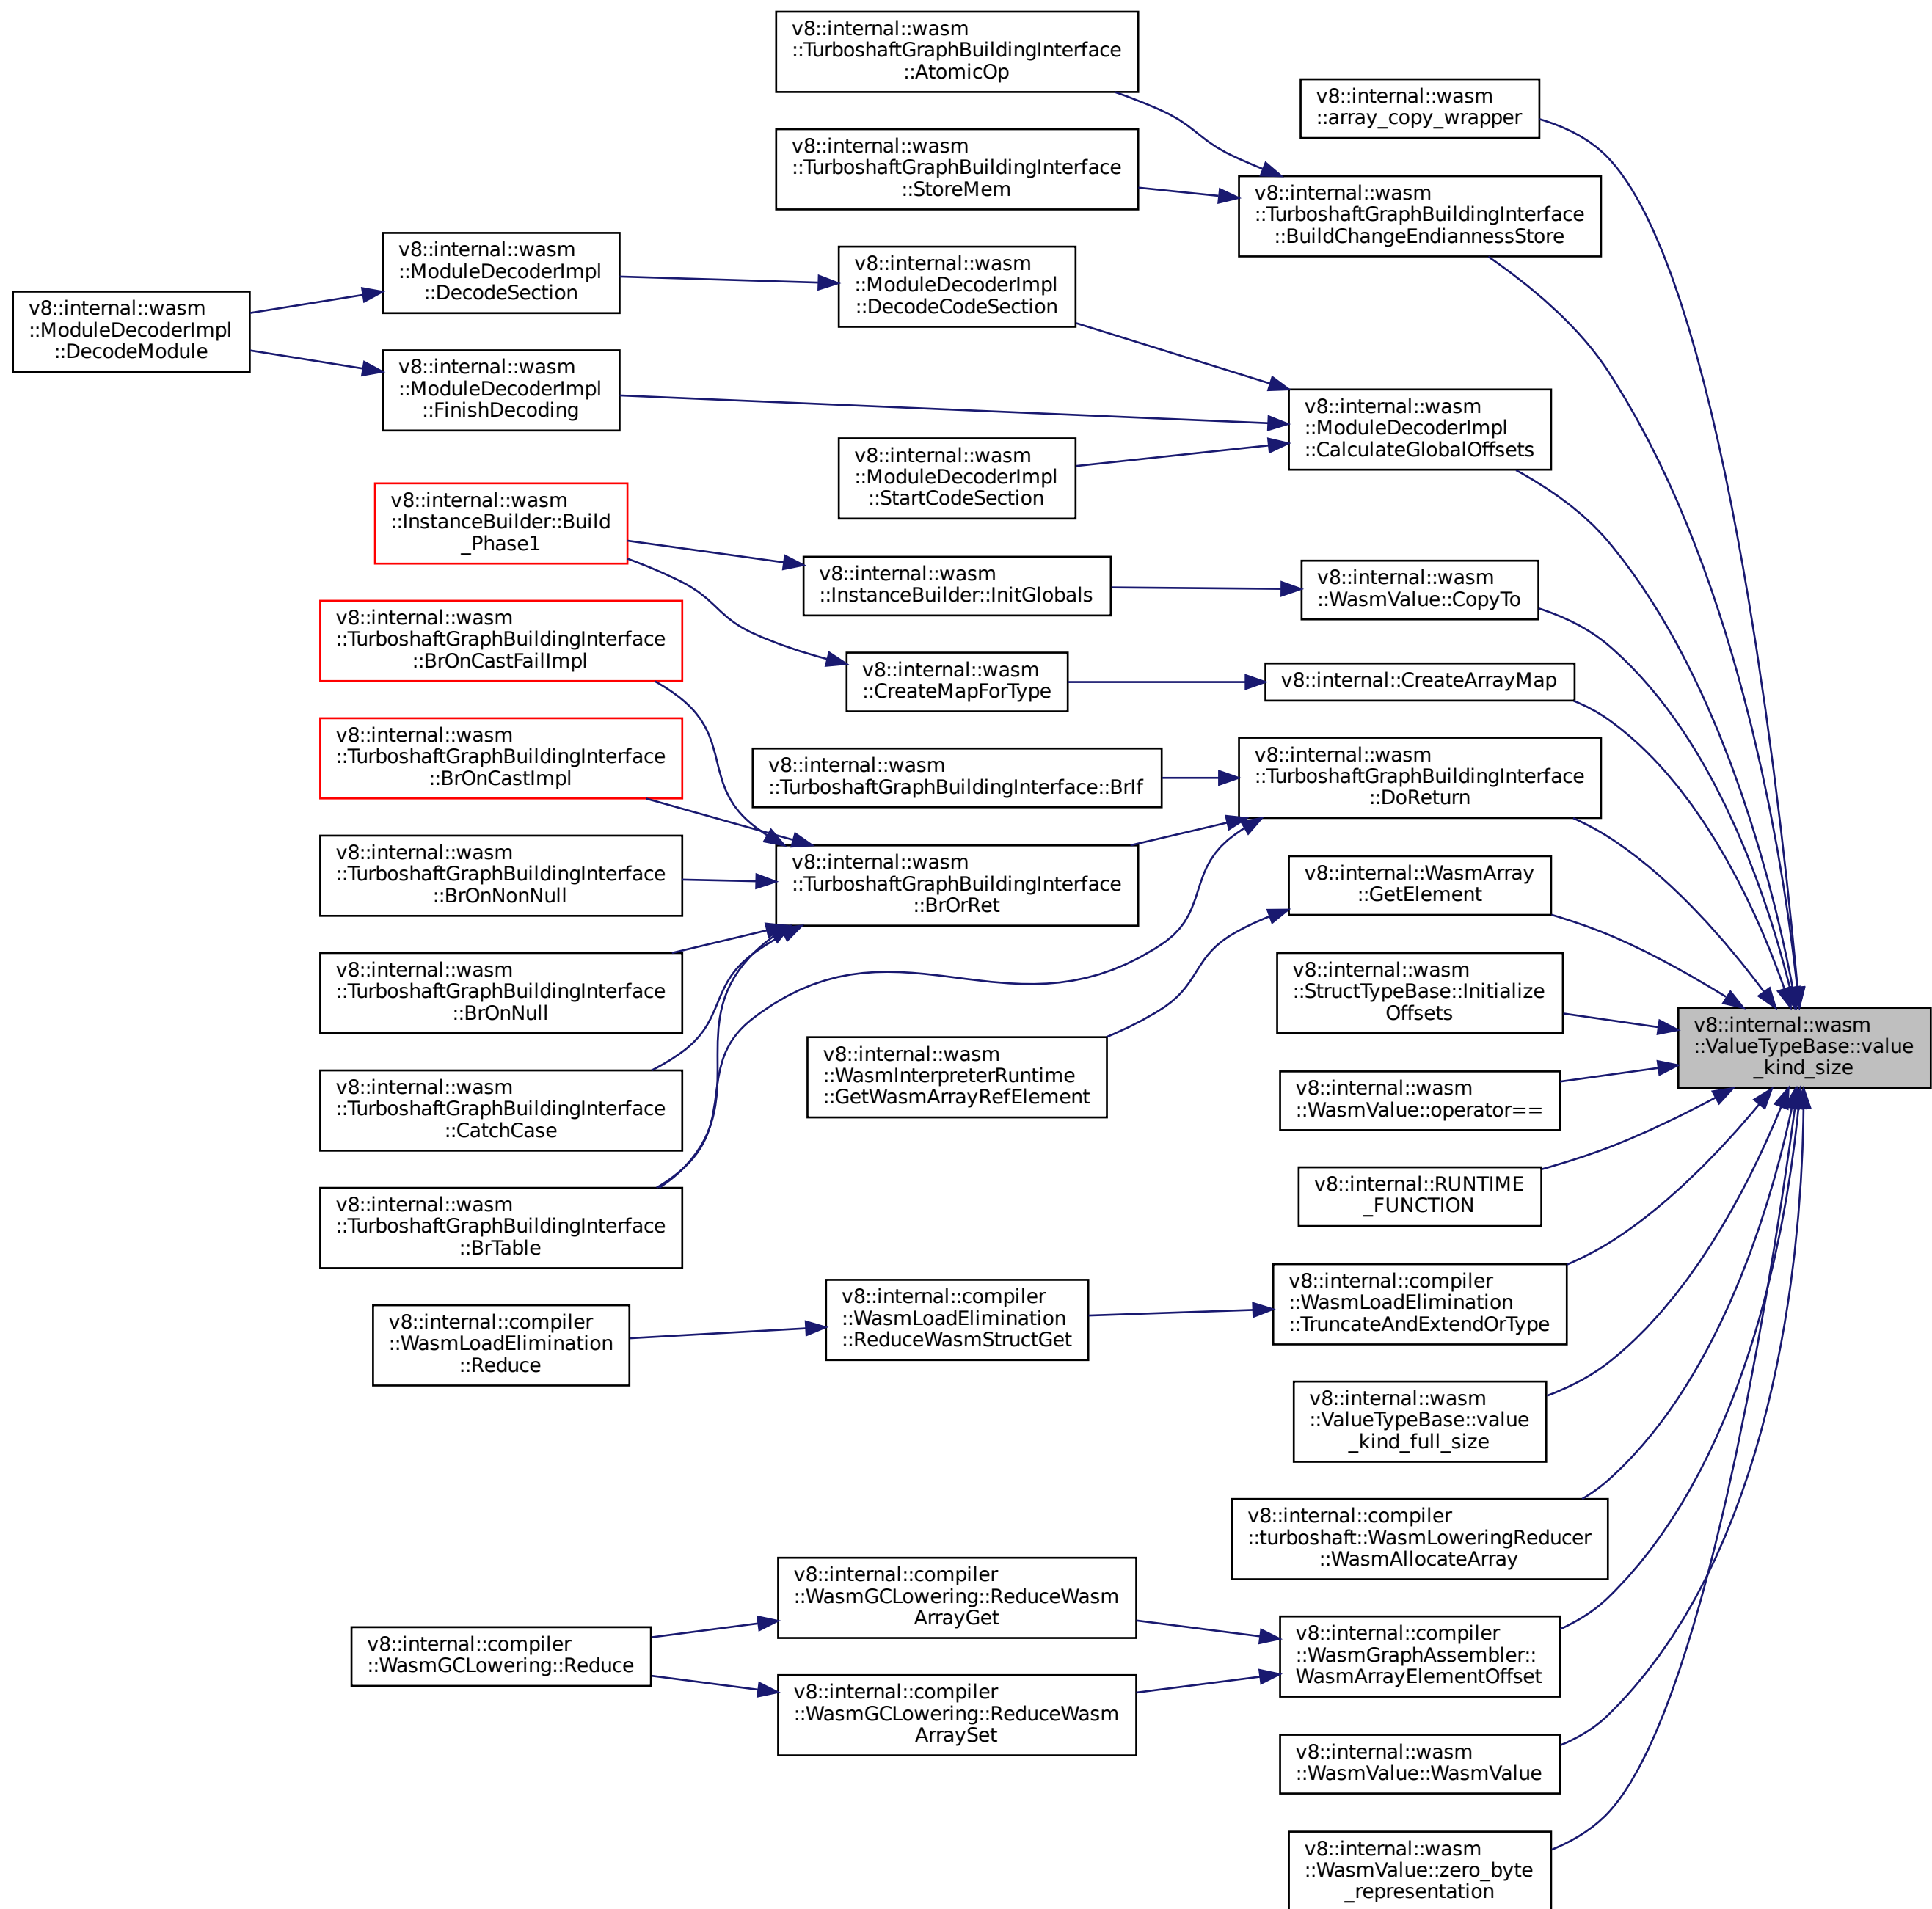 v8::internal::wasm
::TurboshaftGraphBuildingInterface
::AtomicOp
v8::internal::wasm
::array_copy_wrapper
v8::internal::wasm
::TurboshaftGraphBuildingInterface
::StoreMem
v8::internal::wasm
::TurboshaftGraphBuildingInterface
::BuildChangeEndiannessStore
v8::internal::wasm
::ModuleDecoderImpl
::DecodeSection
v8::internal::wasm
::ModuleDecoderImpl
::DecodeCodeSection
v8::internal::wasm
::ModuleDecoderImpl
::DecodeModule
v8::internal::wasm
::ModuleDecoderImpl
::FinishDecoding
v8::internal::wasm
::ModuleDecoderImpl
::CalculateGlobalOffsets
v8::internal::wasm
::ModuleDecoderImpl
::StartCodeSection
v8::internal::wasm
::InstanceBuilder::Build
_Phase1
v8::internal::wasm
::InstanceBuilder::InitGlobals
v8::internal::wasm
::WasmValue::CopyTo
v8::internal::wasm
::TurboshaftGraphBuildingInterface
::BrOnCastFailImpl
v8::internal::wasm
::CreateMapForType
v8::internal::CreateArrayMap
v8::internal::wasm
::TurboshaftGraphBuildingInterface
::BrOnCastImpl
v8::internal::wasm
::TurboshaftGraphBuildingInterface::BrIf
v8::internal::wasm
::TurboshaftGraphBuildingInterface
::DoReturn
v8::internal::wasm
::TurboshaftGraphBuildingInterface
::BrOnNonNull
v8::internal::wasm
::TurboshaftGraphBuildingInterface
::BrOrRet
v8::internal::WasmArray
::GetElement
v8::internal::wasm
::TurboshaftGraphBuildingInterface
::BrOnNull
v8::internal::wasm
::StructTypeBase::Initialize
Offsets
v8::internal::wasm
::ValueTypeBase::value
_kind_size
v8::internal::wasm
::WasmInterpreterRuntime
::GetWasmArrayRefElement
v8::internal::wasm
::TurboshaftGraphBuildingInterface
::CatchCase
v8::internal::wasm
::WasmValue::operator==
v8::internal::RUNTIME
_FUNCTION
v8::internal::wasm
::TurboshaftGraphBuildingInterface
::BrTable
v8::internal::compiler
::WasmLoadElimination
::TruncateAndExtendOrType
v8::internal::compiler
::WasmLoadElimination
::ReduceWasmStructGet
v8::internal::compiler
::WasmLoadElimination
::Reduce
v8::internal::wasm
::ValueTypeBase::value
_kind_full_size
v8::internal::compiler
::turboshaft::WasmLoweringReducer
::WasmAllocateArray
v8::internal::compiler
::WasmGCLowering::ReduceWasm
ArrayGet
v8::internal::compiler
::WasmGCLowering::Reduce
v8::internal::compiler
::WasmGraphAssembler::
WasmArrayElementOffset
v8::internal::compiler
::WasmGCLowering::ReduceWasm
ArraySet
v8::internal::wasm
::WasmValue::WasmValue
v8::internal::wasm
::WasmValue::zero_byte
_representation